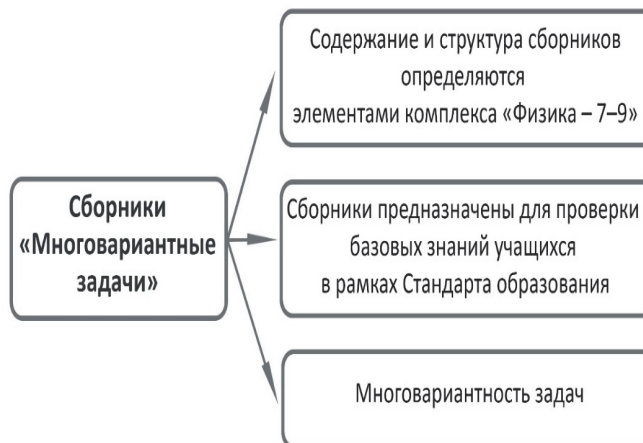 Содержание и структура сборников
определяются
элементами комплекса «Физика – 7–9»
Сборники
«Многовариантные
задачи»
Сборники предназначены для проверки
базовых знаний учащихся
в рамках Стандарта образования
Многовариантность задач